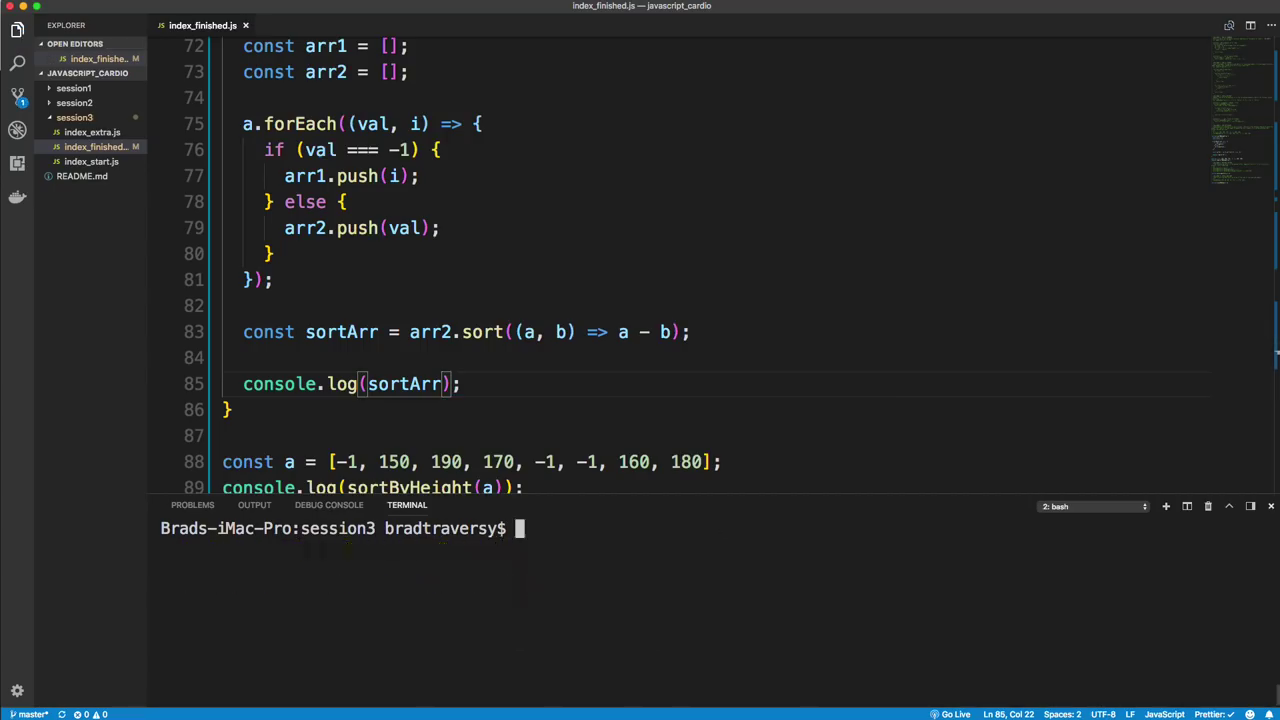 index_finished.js — javascript_cardio
EXPLORER
OPEN EDITORS
index_finishe.. M
JAVASCRIPT_CARDIO
session1
session2
session3
index_extra.js
index_finished... M
index_start.js
README.md
1
JS index_finished.js ×
72 const arr1 = [];
73 const arr2 = [];
74
75 a.forEach((val, i) => {
76 if (val === -1) {
77 arr1.push(i);
78 } else {
79 arr2.push(val);
80 }
81 });
82
83 const sortArr = arr2.sort((a, b) => a - b);
84
85 console.log(sortArr);
86 }
87
88 const a = [-1, 150, 190, 170, -1, -1, 160, 180];
89 console.log(sortByHeight(a));
PROBLEMS OUTPUT DEBUG CONSOLE TERMINAL 2: bash
Brads-iMac-Pro:session3 bradtraversy$
master* 0 0 Go Live Ln 85, Col 22 Spaces: 2 UTF-8 LF JavaScript Prettier: ✓